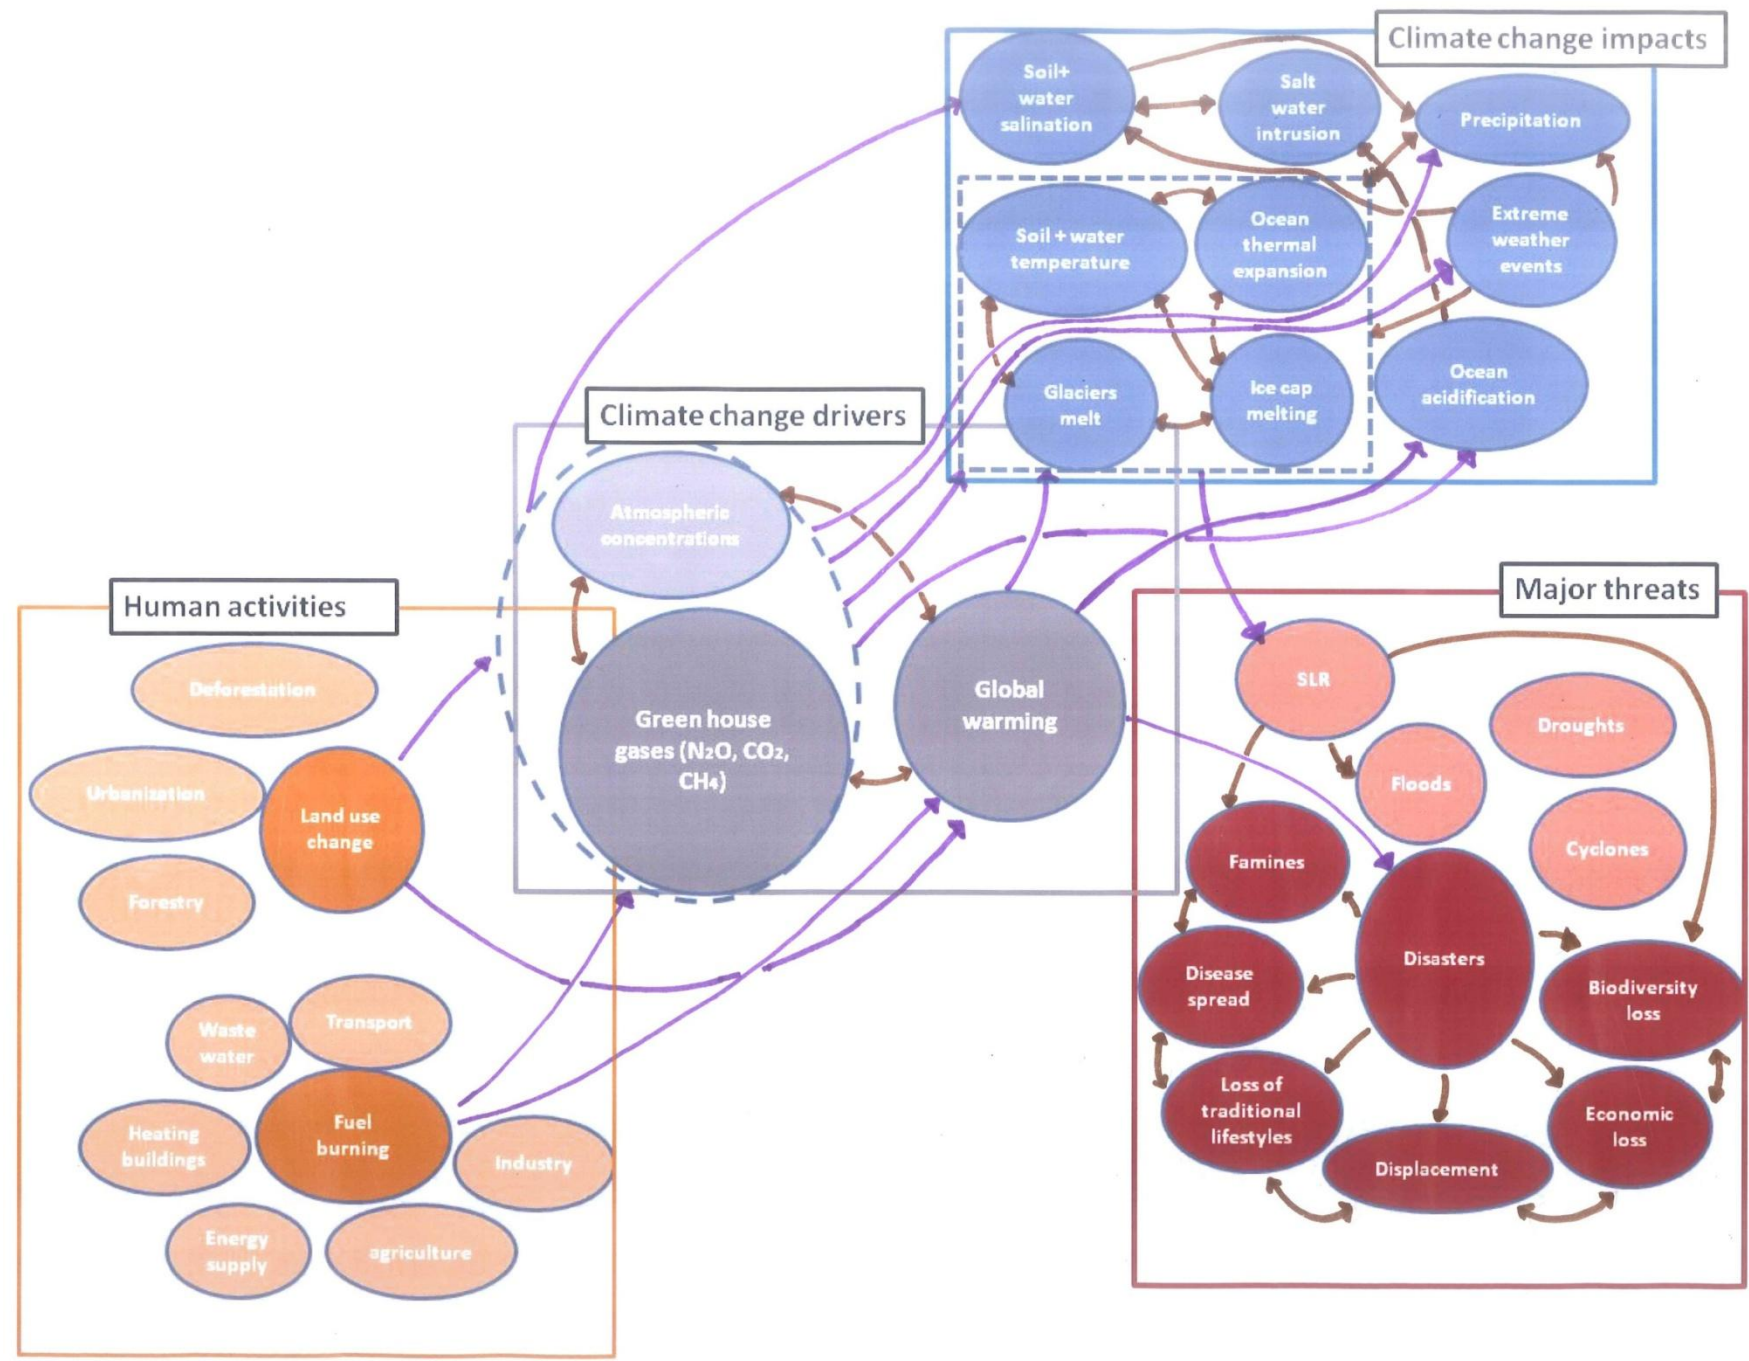 Climate change impacts
Soil+
water
salination
Salt
water
intrusion
Precipitation
Soil + water
temperature
Ocean
thermal
expansion
Extreme
weather
events
Glaciers
melt
Ice cap
melting
Ocean
acidification
Climate change drivers
Atmospheric
concentrations
Green house
gases (N2O, CO2,
CH4)
Global
warming
Human activities
Deforestation
Urbanisation
Land use
change
Forestry
Waste
water
Transport
Fuel
burning
Heating
buildings
Industry
Energy
supply
agriculture
Major threats
SLR
Droughts
Floods
Cyclones
Famines
Disasters
Disease
spread
Biodiversity
loss
Loss of
traditional
lifestyles
Displacement
Economic
loss